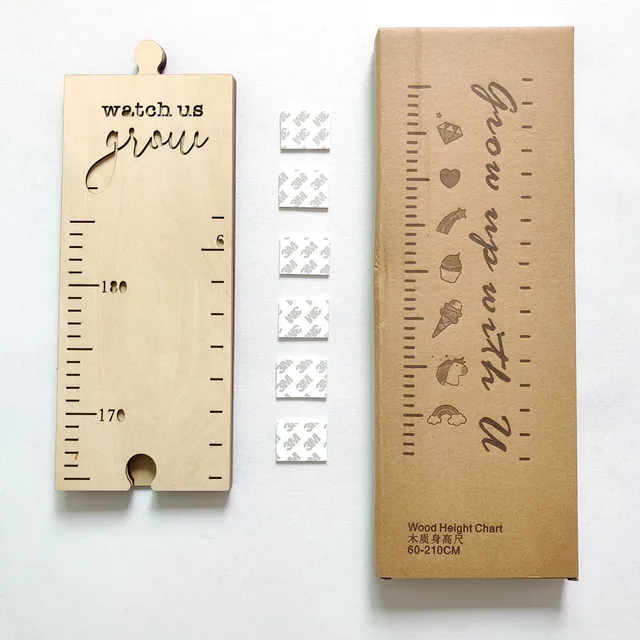 watch us
grow
6
180
170
3M
3M
3M
3M
3M
3M
grow up with U
Wood Height Chart
木质身高尺
60-210CM